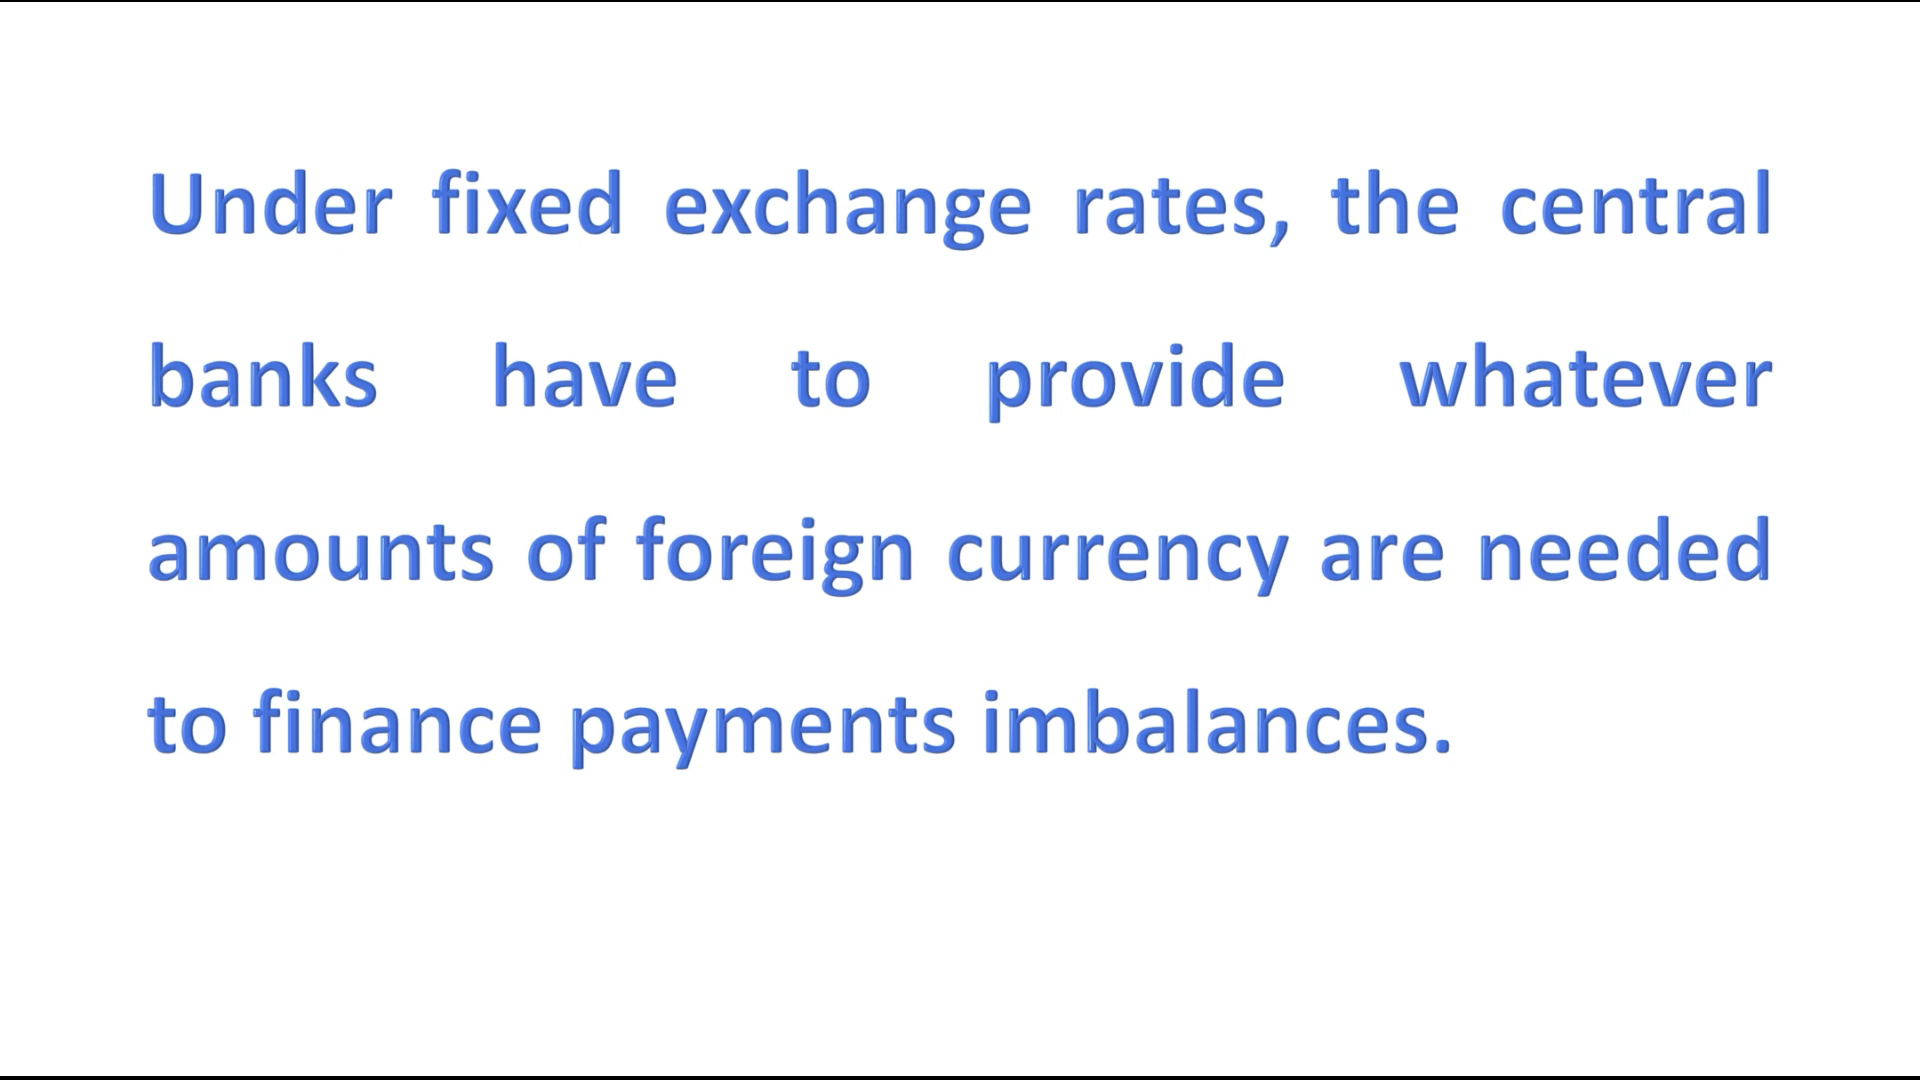 Under fixed exchange rates, the central
banks have to provide whatever
amounts of foreign currency are needed
to finance payments imbalances.